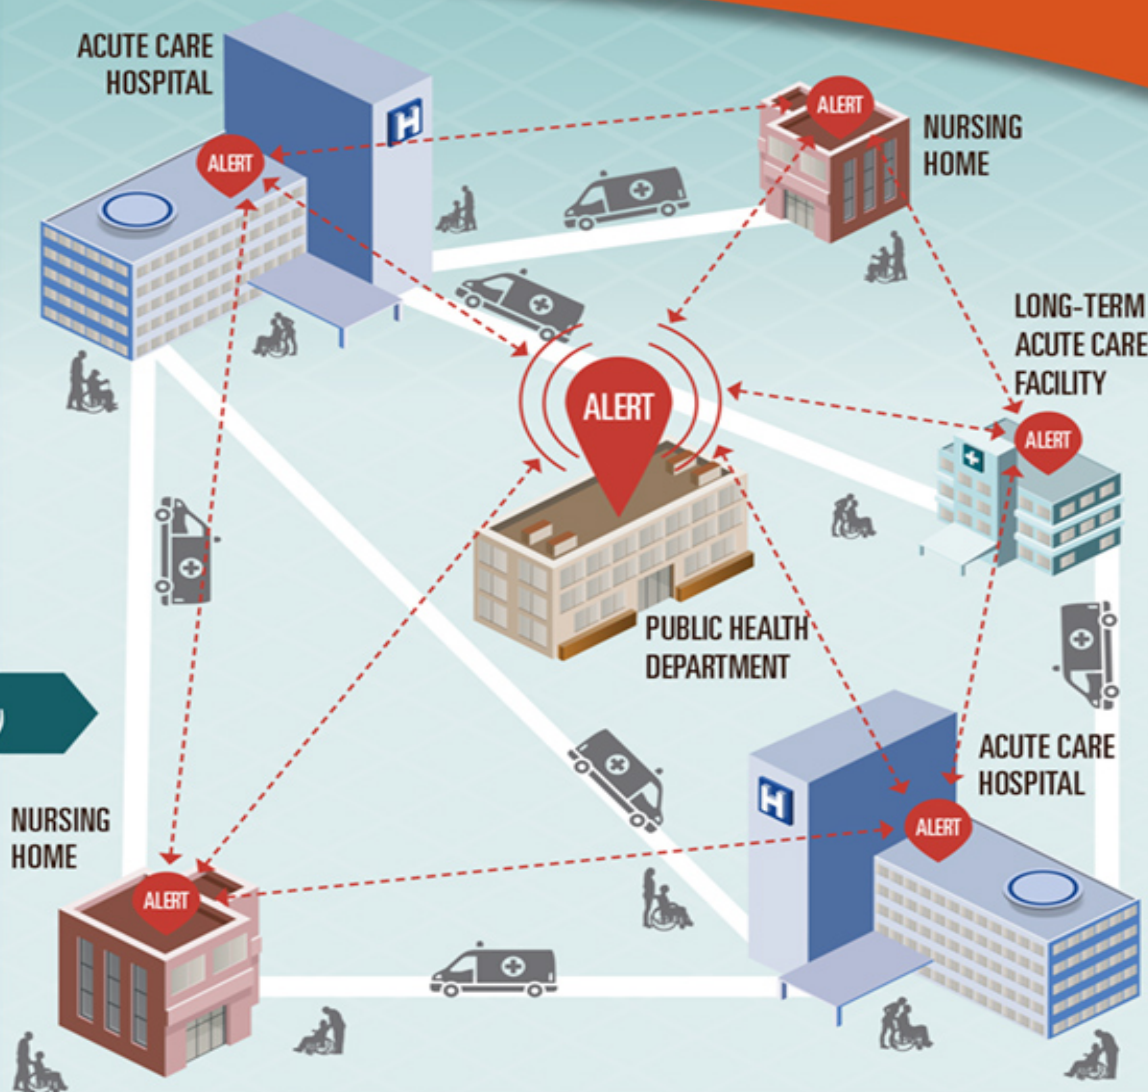 ACUTE CARE
HOSPITAL
H
ALERT
ALERT
NURSING
HOME
LONG-TERM
ACUTE CARE
FACILITY
ALERT
ALERT
PUBLIC HEALTH
DEPARTMENT
ACUTE CARE
HOSPITAL
H
ALERT
NURSING
HOME
ALERT